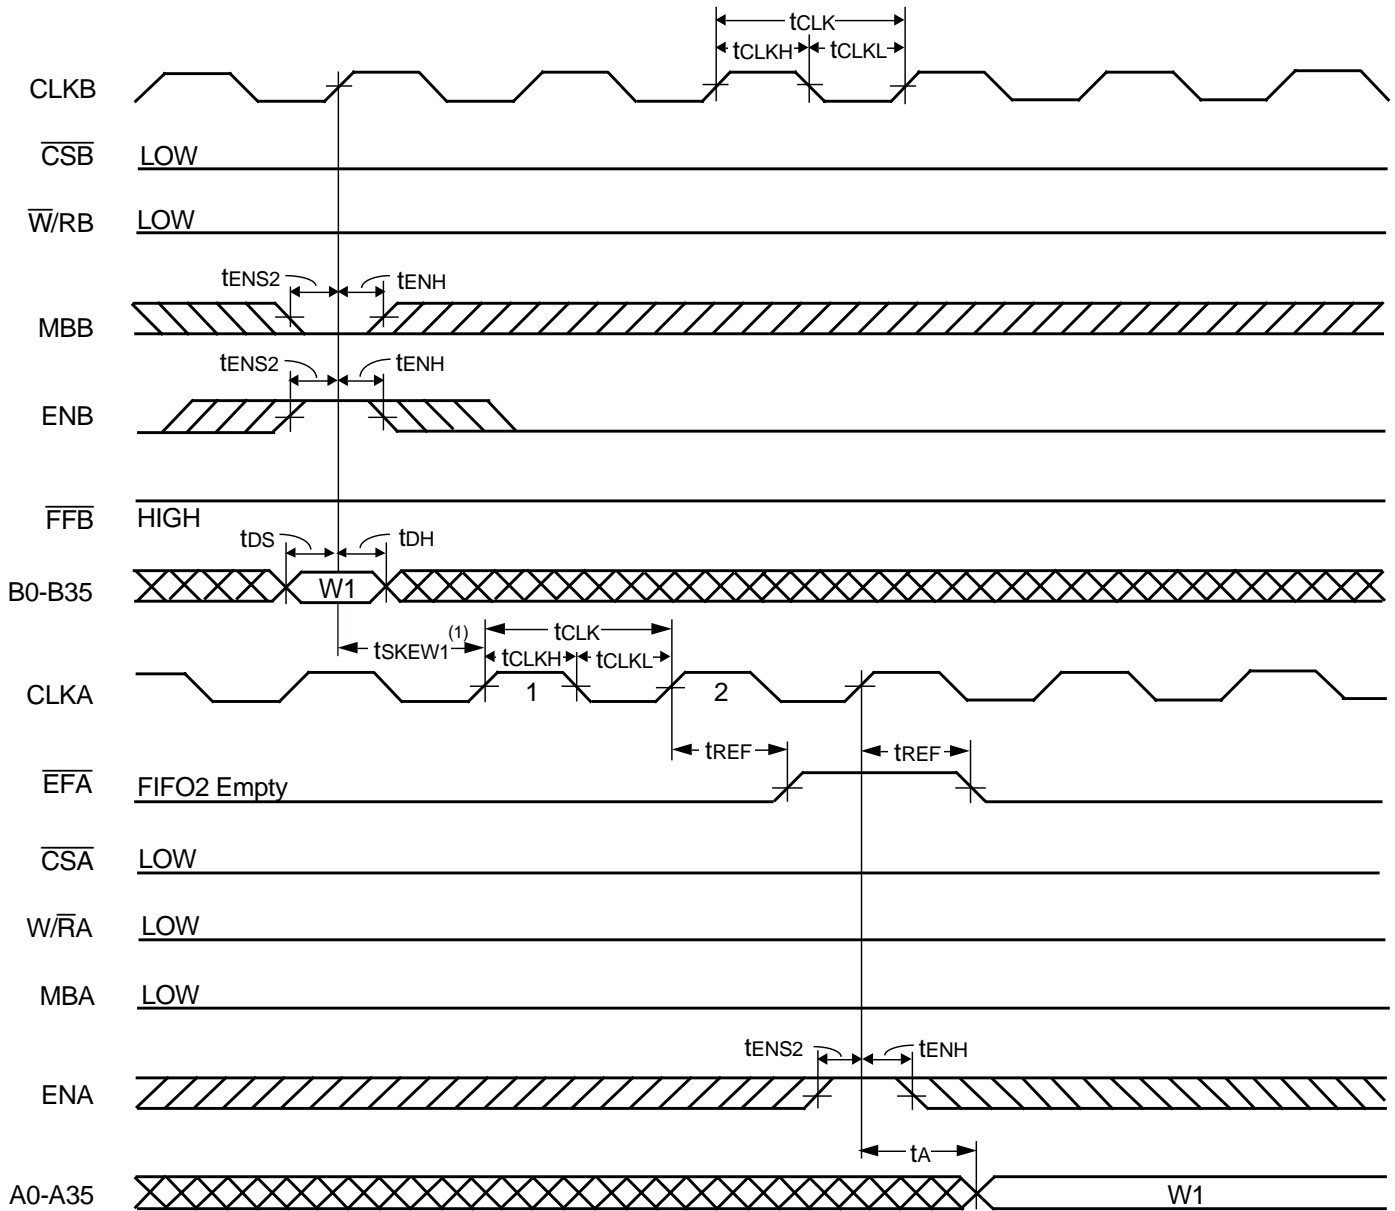 tCLK
tCLKH tCLKL
CLKB
CSB LOW
W/RB LOW
tENS2 tENH
MBB
tENS2 tENH
ENB
FFB HIGH
tDS tDH
B0-B35 W1
tSKEW1(1) tCLK
tCLKH tCLKL
CLKA 1 2
tREF tREF
EFA FIFO2 Empty
CSA LOW
W/RA LOW
MBA LOW
tENS2 tENH
ENA
tA
A0-A35 W1